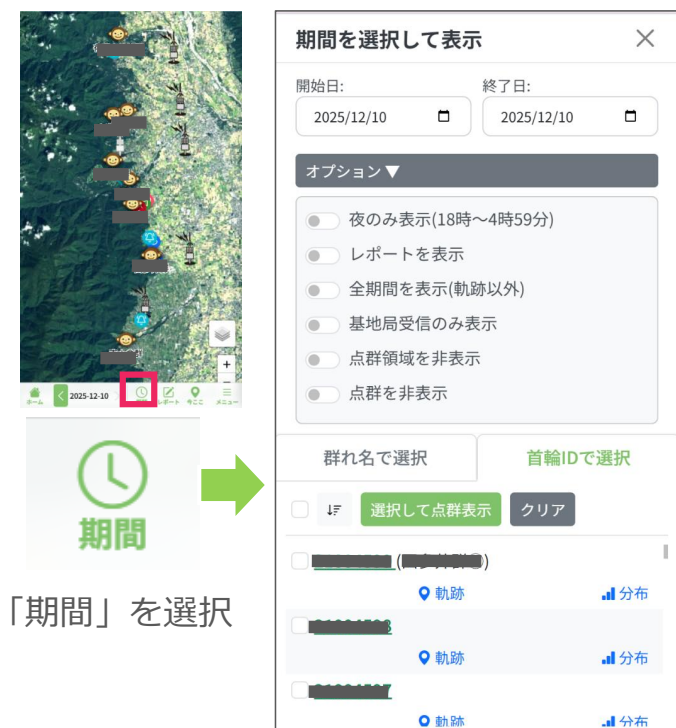 ホーム
2025-12-10
レポート
今ここ
メニュー
期間
「期間」を選択
期間を選択して表示
開始日:
終了日:
2025/12/10
2025/12/10
オプション▼
夜のみ表示(18時～4時59分)
レポートを表示
全期間を表示(軌跡以外)
基地局受信のみ表示
点群領域を非表示
点群を非表示
群れ名で選択
首輪IDで選択
選択して点群表示
クリア
軌跡
分布
軌跡
分布
軌跡
分布